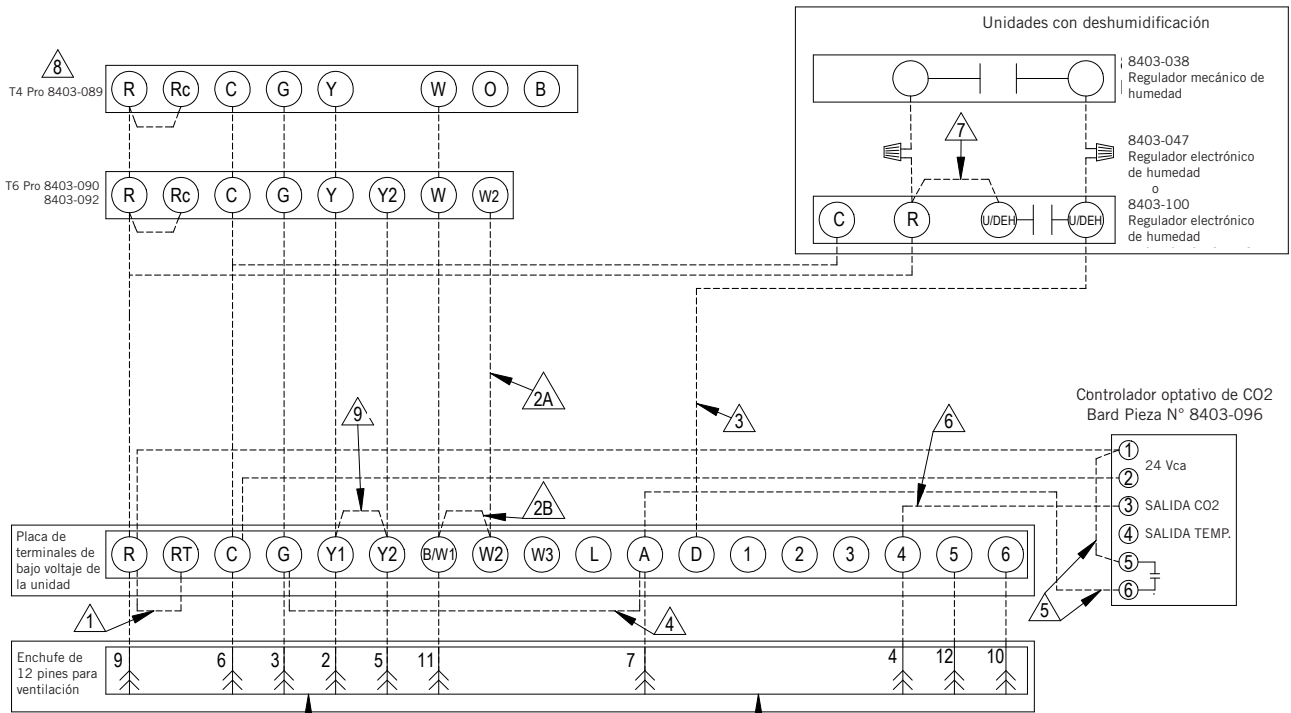 Unidades con deshumidificación
8403-038
Regulador mecánico de
humedad
8
T4 Pro 8403-089
R Rc C G Y W O B
7
8403-047
Regulador electrónico
de humedad
o
8403-100
Regulador electrónico
de humedad
T6 Pro 8403-090
8403-092
R Rc C G Y Y2 W W2
C R U/DEH U/DEH
2A
9
3
6
2B
Controlador optativo de CO2
Bard Pieza N° 8403-096
1
24 Vca
2
3 SALIDA CO2
4 SALIDA TEMP.
5
6
5
Placa de
terminales de
bajo voltaje de
la unidad
R RT C G Y1 Y2 B/W1 W2 W3 L A D 1 2 3 4 5 6
1
4
Enchufe de
12 pines para
ventilación
9 6 3 2 5 11 7 4 12 10